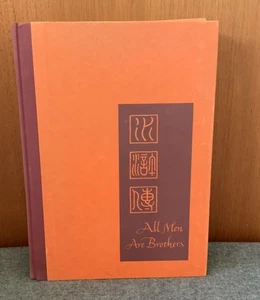 水
滸
傳
All Men
Are Brothers